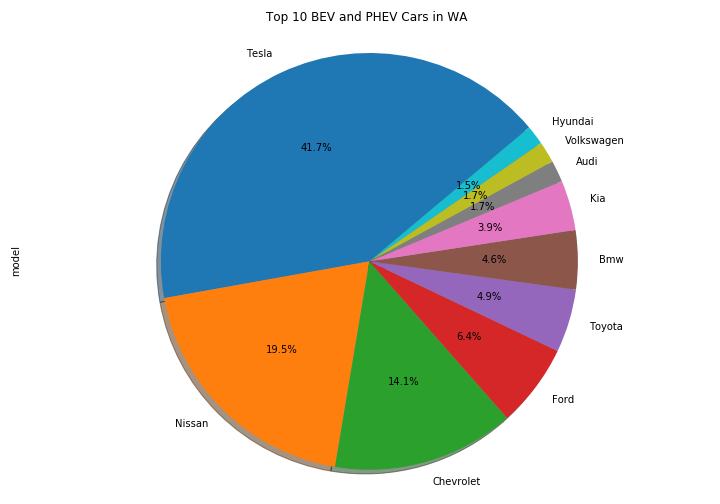 Top 10 BEV and PHEV Cars in WA
Tesla
Hyundai
Volkswagen
Audi
Kia
Bmw
Toyota
Ford
Chevrolet
Nissan
model
41.7%
1.5%
1.7%
1.7%
3.9%
4.6%
4.9%
6.4%
14.1%
19.5%